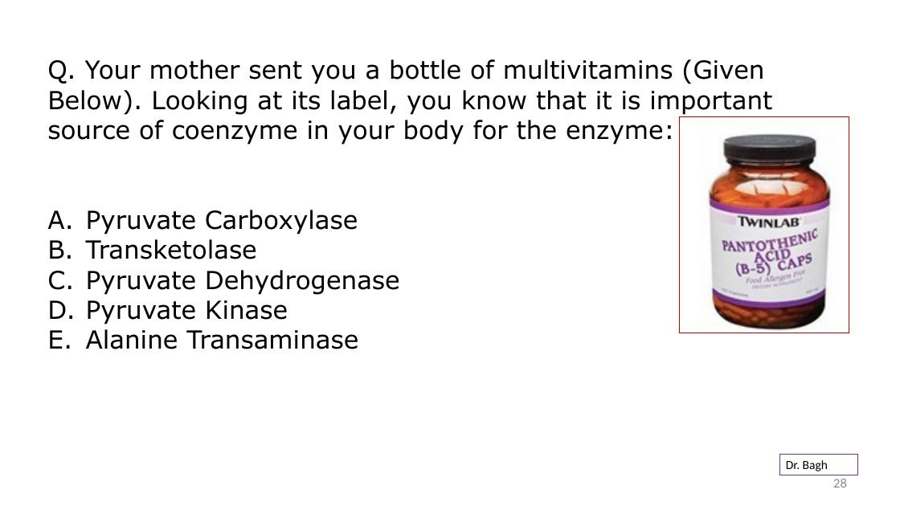 Q. Your mother sent you a bottle of multivitamins (Given
Below). Looking at its label, you know that it is important
source of coenzyme in your body for the enzyme:
A. Pyruvate Carboxylase
B. Transketolase
C. Pyruvate Dehydrogenase
D. Pyruvate Kinase
E. Alanine Transaminase
TWINLAB
PANTOTHENIC
ACID
(B-5) CAPS
Food Allergen Free
Dr. Bagh
28